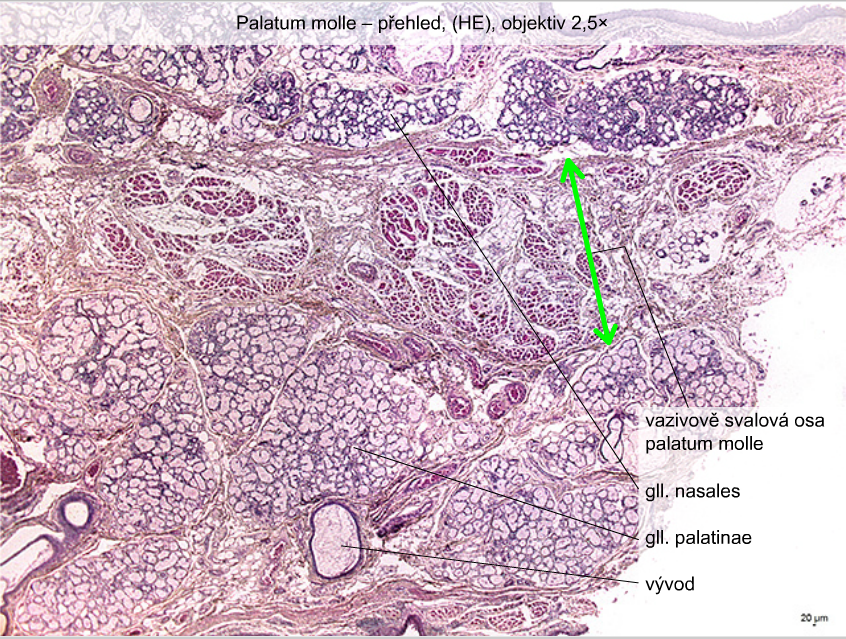 Palatum molle – přehled, (HE), objektiv 2,5×
vazivově svalová osa
palatum molle
gll. nasales
gll. palatinae
vývod
20 µm